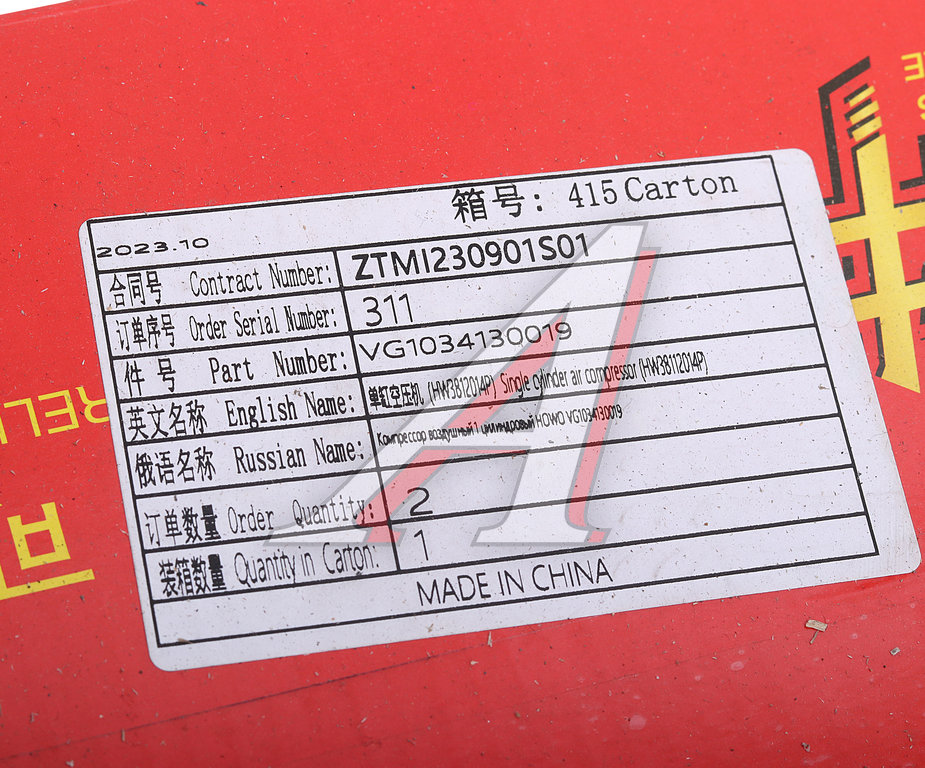 箱号: 415 Carton
2023.10
合同号 Contract Number: ZTMI230901S01
订单序号 Order Serial Number: 311
件号 Part Number: VG1034130019
英文名称 English Name: 单缸空压机 (HW3812014P) Single cylinder air compressor (HW38112014P)
俄语名称 Russian Name: Компрессор воздушный 1 цилиндровый HOWO VG1034130019
订单数量 Order Quantity: 2
装箱数量 Quantity in Carton: 1
MADE IN CHINA
RELI